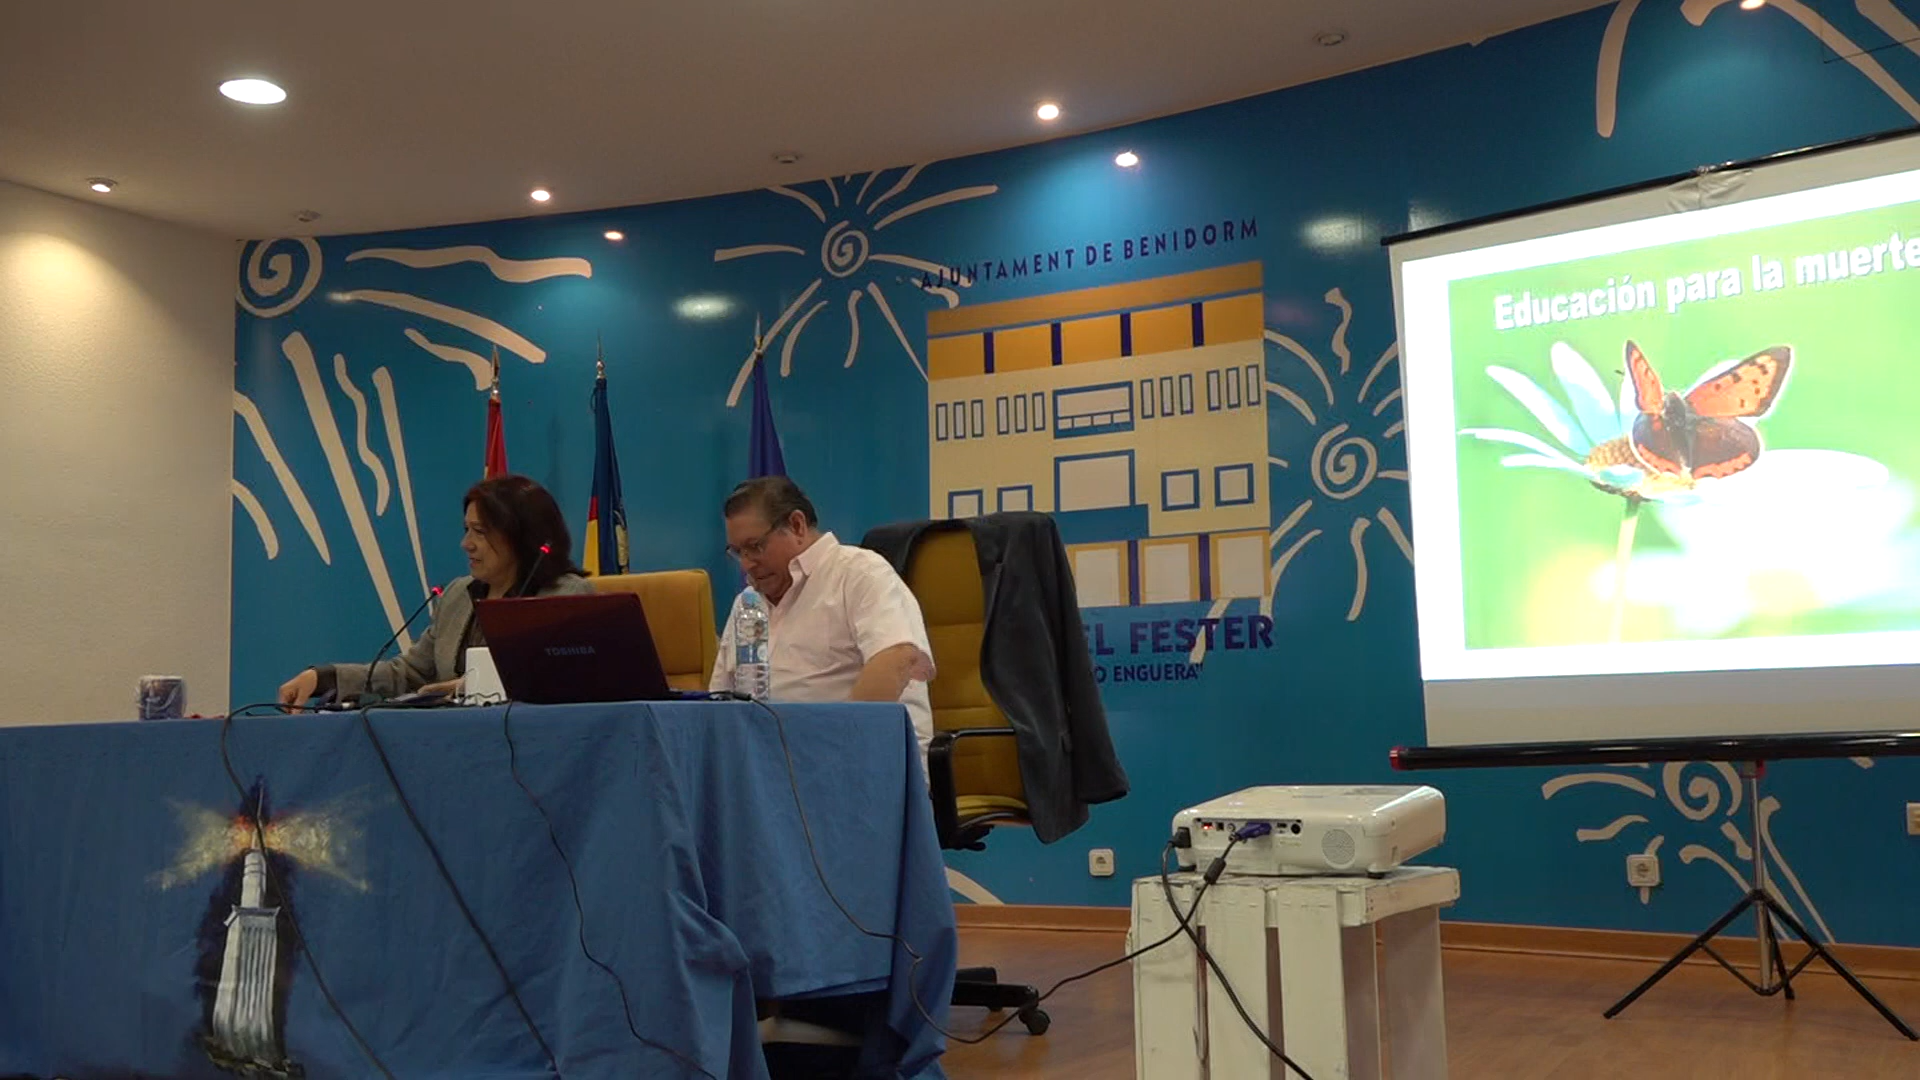 AJUNTAMENT DE BENIDORM
EL FESTER
O ENGUERA"
Educación para la muerte
TOSHIBA